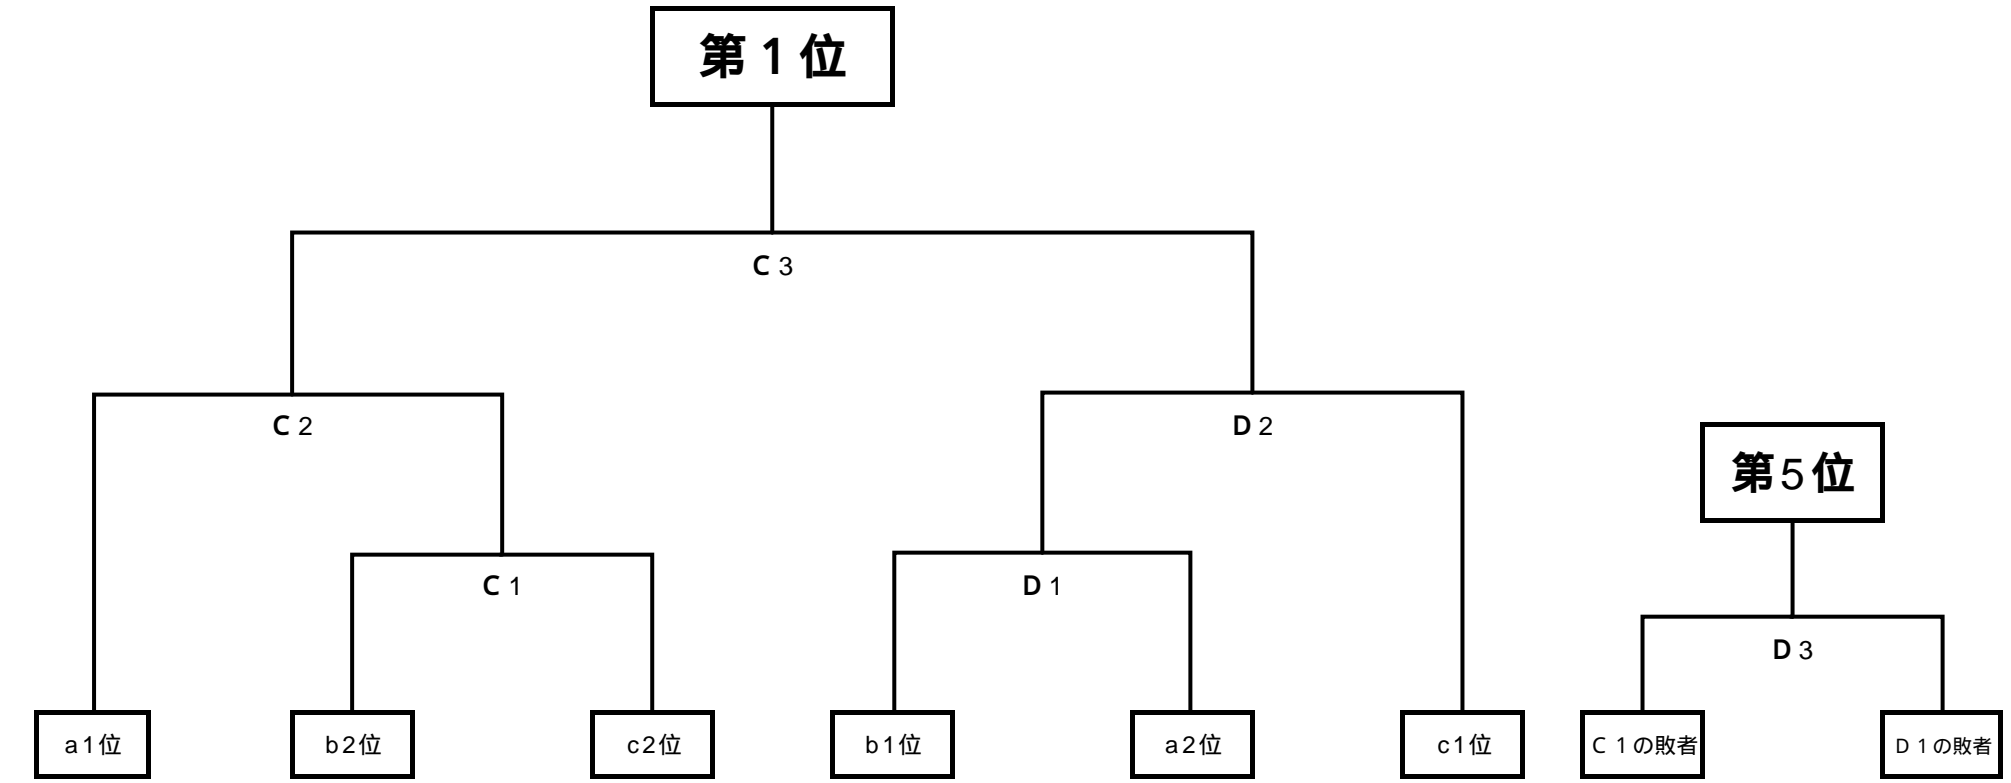 第1位
C3
C2
D2
第5位
C1
D1
D3
a1位
b2位
c2位
b1位
a2位
c1位
C1の敗者
D1の敗者